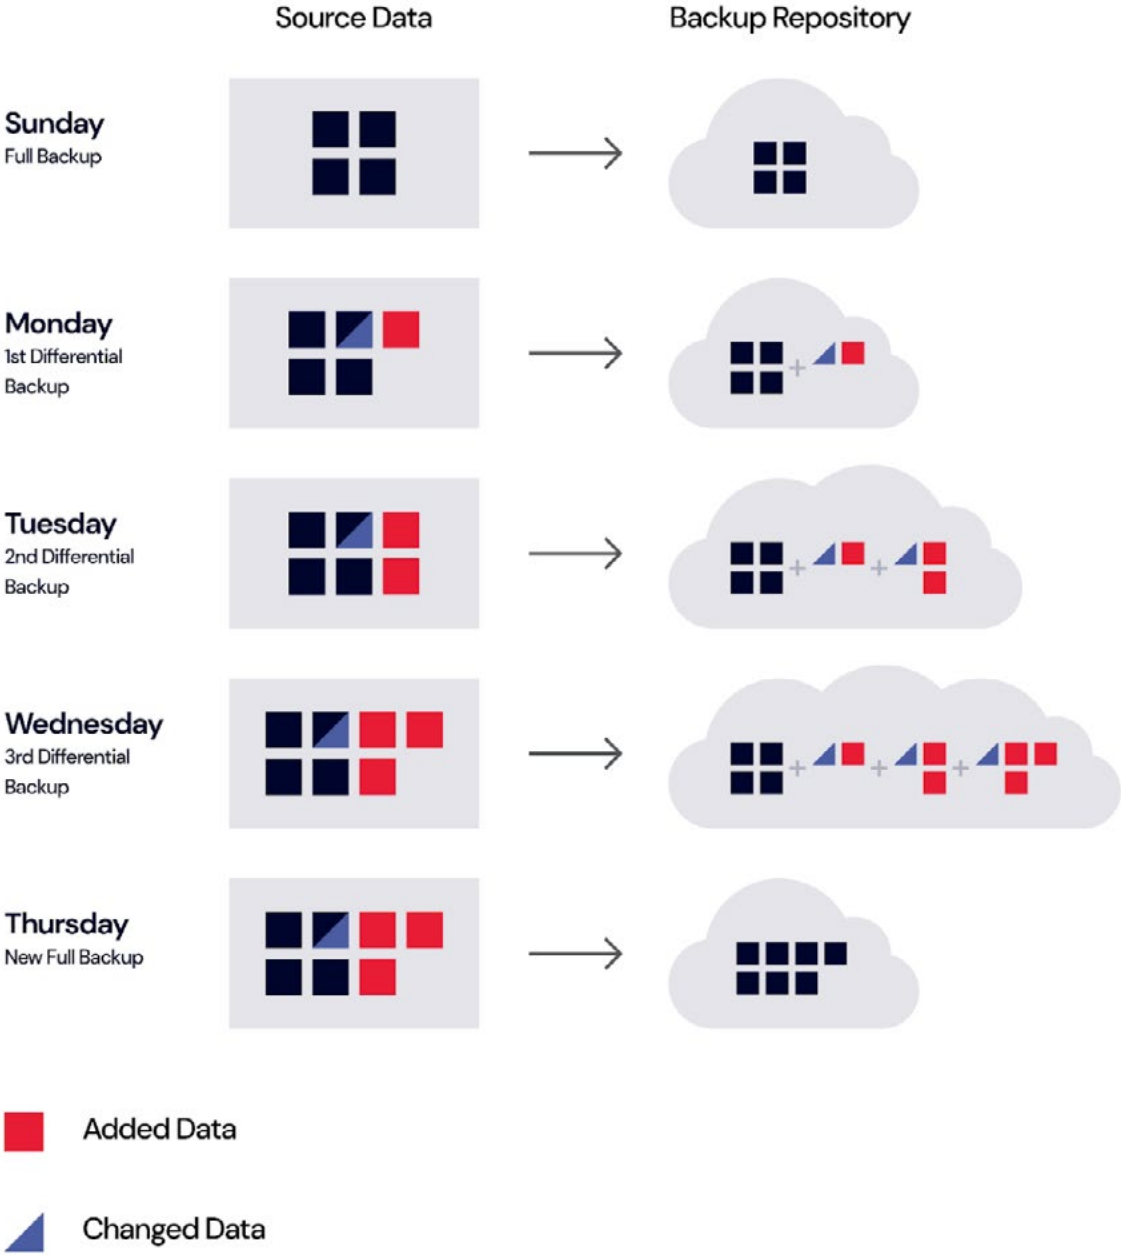 Source Data
Backup Repository
Sunday
Full Backup
+
Monday
1st Differential
Backup
+
Tuesday
2nd Differential
Backup
+ +
Wednesday
3rd Differential
Backup
+ + +
Thursday
New Full Backup
Added Data
Changed Data